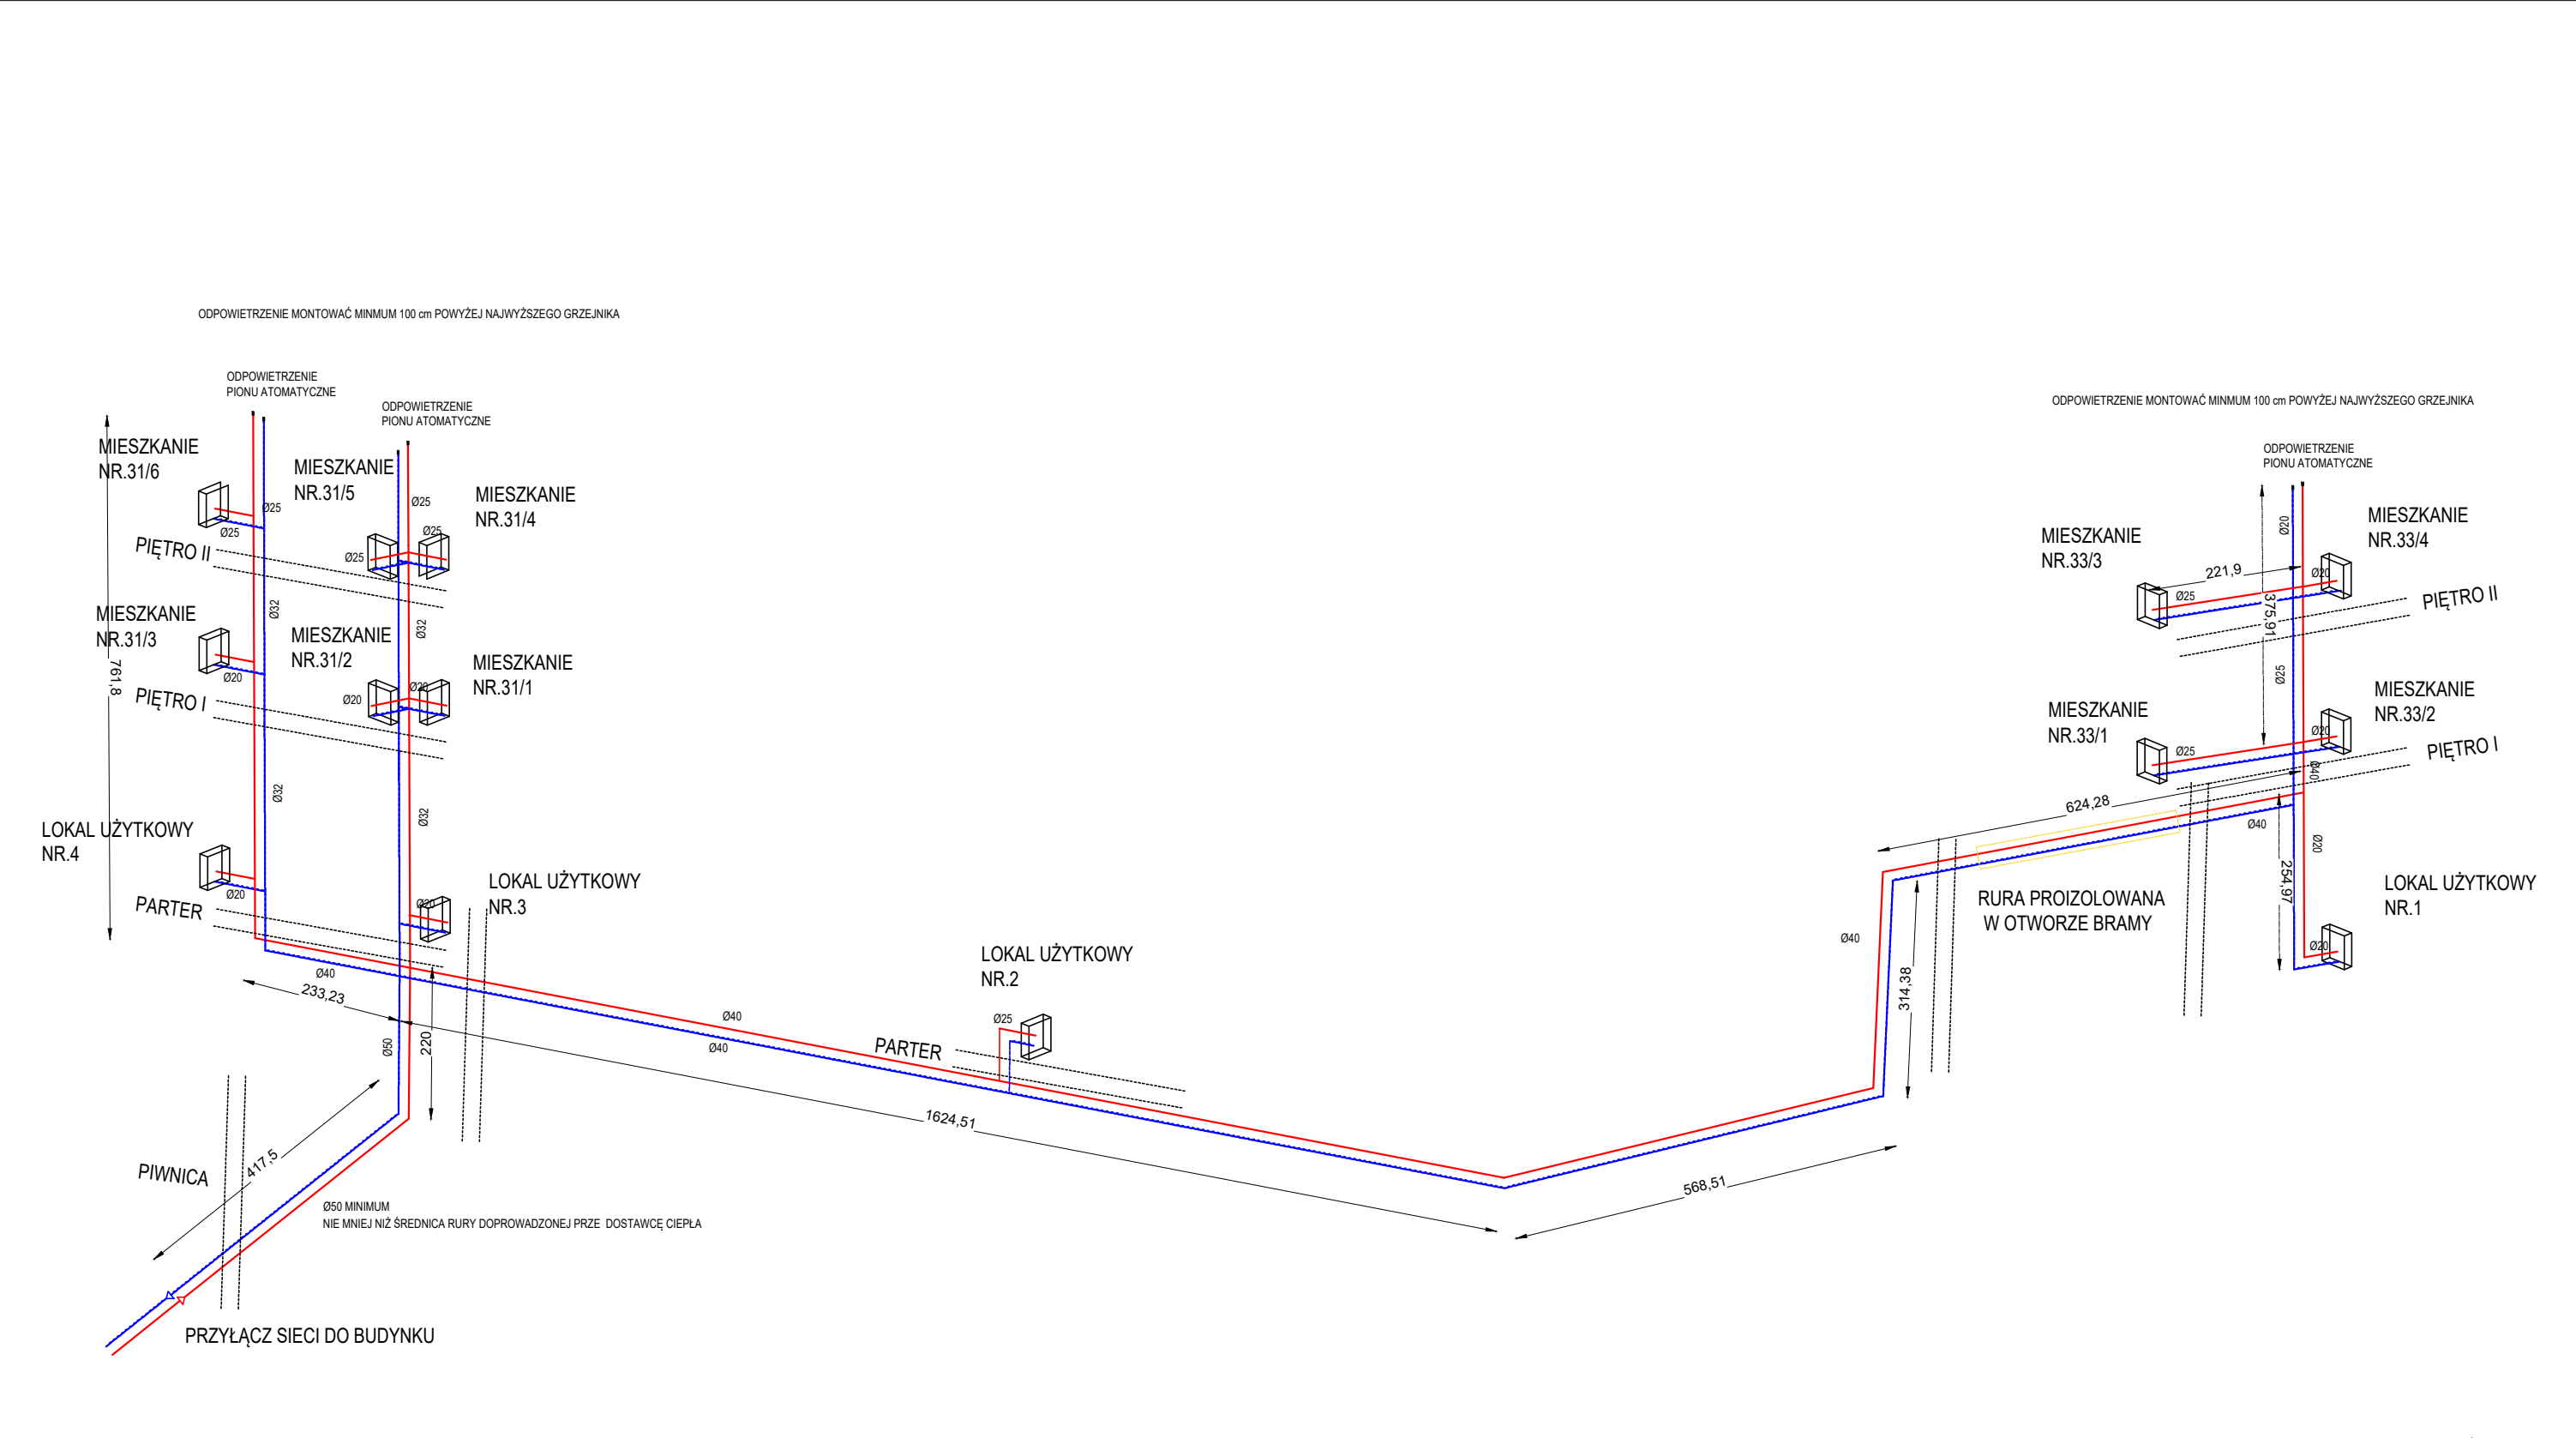 ODPOWIETRZENIE MONTOWAĆ MINMUM 100 cm POWYŻEJ NAJWYŻSZEGO GRZEJNIKA
ODPOWIETRZENIE
PIONU ATOMATYCZNE
ODPOWIETRZENIE
PIONU ATOMATYCZNE
MIESZKANIE
NR.31/6
MIESZKANIE
NR.31/5
MIESZKANIE
NR.31/4
Ø25
Ø25
Ø25
Ø25
Ø25
PIĘTRO II
Ø32
Ø32
MIESZKANIE
NR.31/3
MIESZKANIE
NR.31/2
MIESZKANIE
NR.31/1
761,8
Ø20
Ø20
Ø20
PIĘTRO I
Ø32
Ø32
LOKAL UŻYTKOWY
NR.4
LOKAL UŻYTKOWY
NR.3
Ø20
Ø20
PARTER
Ø40
233,23
Ø50
220
417,5
PIWNICA
Ø50 MINIMUM
NIE MNIEJ NIŻ ŚREDNICA RURY DOPROWADZONEJ PRZE DOSTAWCĘ CIEPŁA
PRZYŁĄCZ SIECI DO BUDYNKU
Ø40
Ø40
LOKAL UŻYTKOWY
NR.2
Ø25
PARTER
1624,51
568,51
314,38
Ø40
ODPOWIETRZENIE MONTOWAĆ MINMUM 100 cm POWYŻEJ NAJWYŻSZEGO GRZEJNIKA
ODPOWIETRZENIE
PIONU ATOMATYCZNE
MIESZKANIE
NR.33/3
MIESZKANIE
NR.33/4
Ø20
221,9
Ø20
Ø25
375,91
PIĘTRO II
Ø25
MIESZKANIE
NR.33/1
MIESZKANIE
NR.33/2
Ø20
Ø25
PIĘTRO I
Ø40
624,28
Ø40
Ø20
RURA PROIZOLOWANA
W OTWORZE BRAMY
254,97
LOKAL UŻYTKOWY
NR.1
Ø20